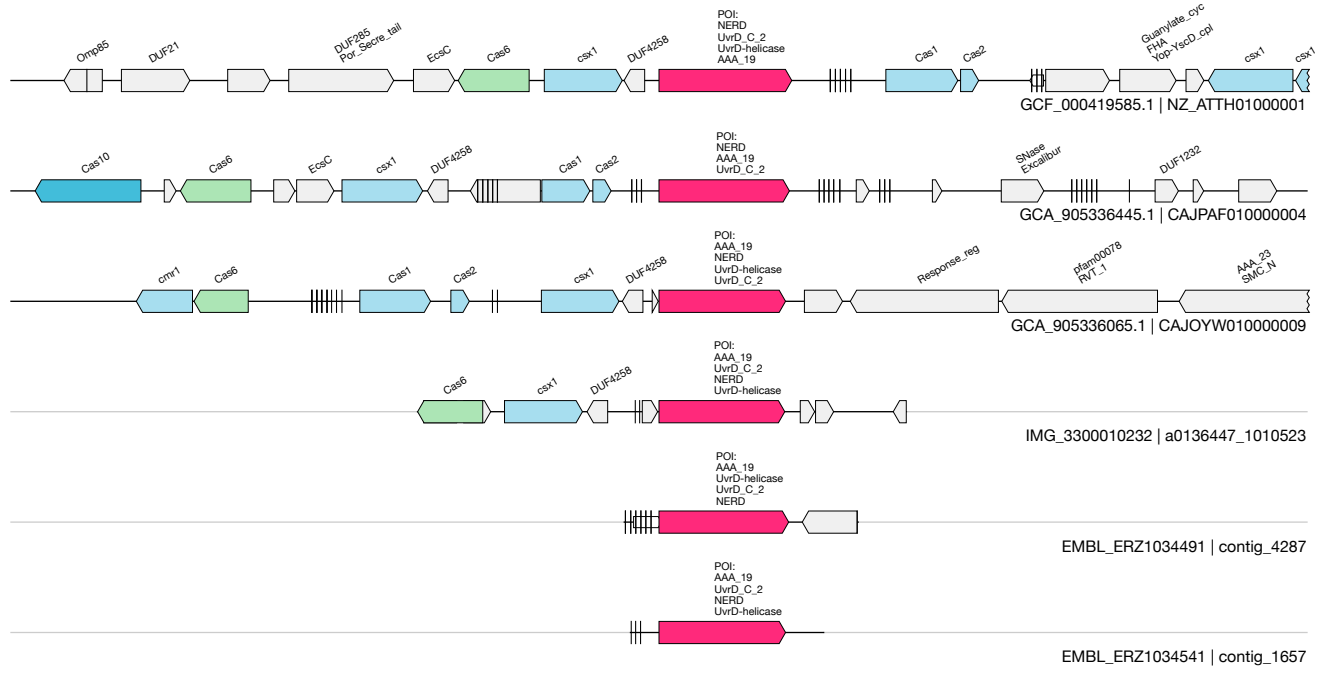 Omp85
DUF21
DUF285
Por_Secre_tail
EcsC
Cas6
csx1
DUF4258
POI:
NERD
UvrD_C_2
UvrD-helicase
AAA_19
Cas1
Cas2
Guanylate_cyc
FHA
Yop-YscD_cpl
csx1
csx1
GCF_000419585.1 | NZ_ATTH01000001
Cas10
Cas6
EcsC
csx1
DUF4258
Cas1
Cas2
POI:
NERD
AAA_19
UvrD_C_2
SNase
Excalibur
DUF1232
GCA_905336445.1 | CAJPAF010000004
cmr1
Cas6
Cas1
Cas2
csx1
DUF4258
POI:
AAA_19
NERD
UvrD-helicase
UvrD_C_2
Response_reg
pfam00078
RVT_1
AAA_23
SMC_N
GCA_905336065.1 | CAJOYW010000009
Cas6
csx1
DUF4258
POI:
AAA_19
UvrD_C_2
NERD
UvrD-helicase
IMG_3300010232 | a0136447_1010523
POI:
AAA_19
UvrD-helicase
UvrD_C_2
NERD
EMBL_ERZ1034491 | contig_4287
POI:
AAA_19
UvrD_C_2
NERD
UvrD-helicase
EMBL_ERZ1034541 | contig_1657